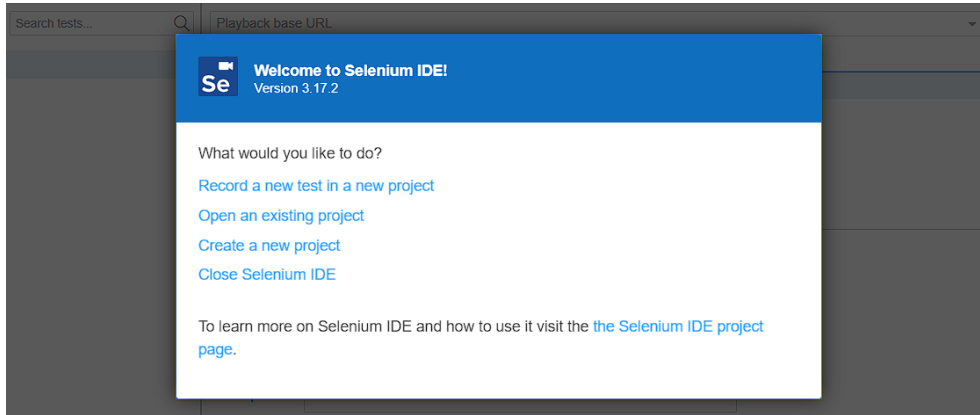 Search tests...
Playback base URL
Se
Welcome to Selenium IDE!
Version 3.17.2
What would you like to do?
Record a new test in a new project
Open an existing project
Create a new project
Close Selenium IDE
To learn more on Selenium IDE and how to use it visit the the Selenium IDE project
page.